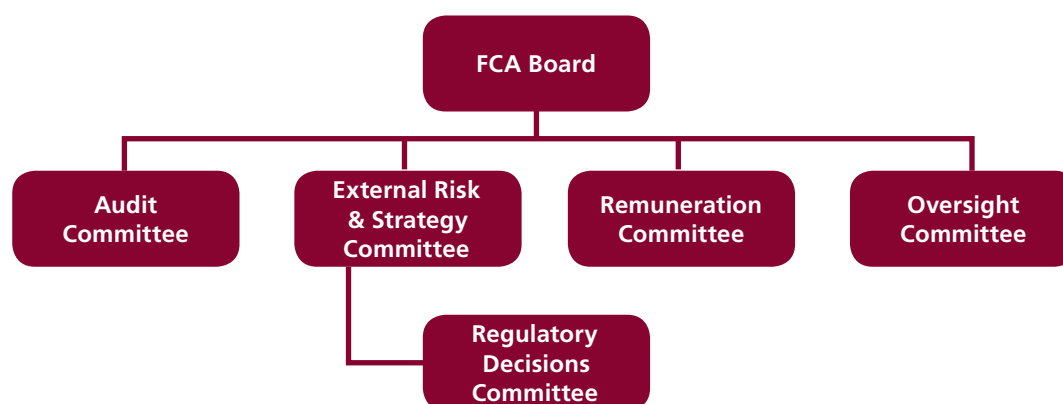 FCA Board
Audit
Committee
External Risk
& Strategy
Committee
Remuneration
Committee
Oversight
Committee
Regulatory
Decisions
Committee